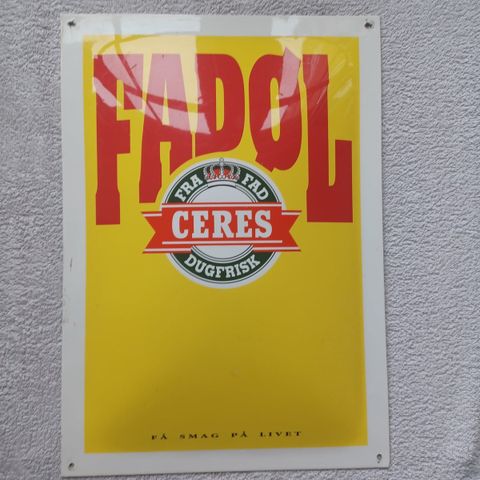 FADØL
FRA FAD
CERES
DUGFRISK
FÅ SMAG PÅ LIVET